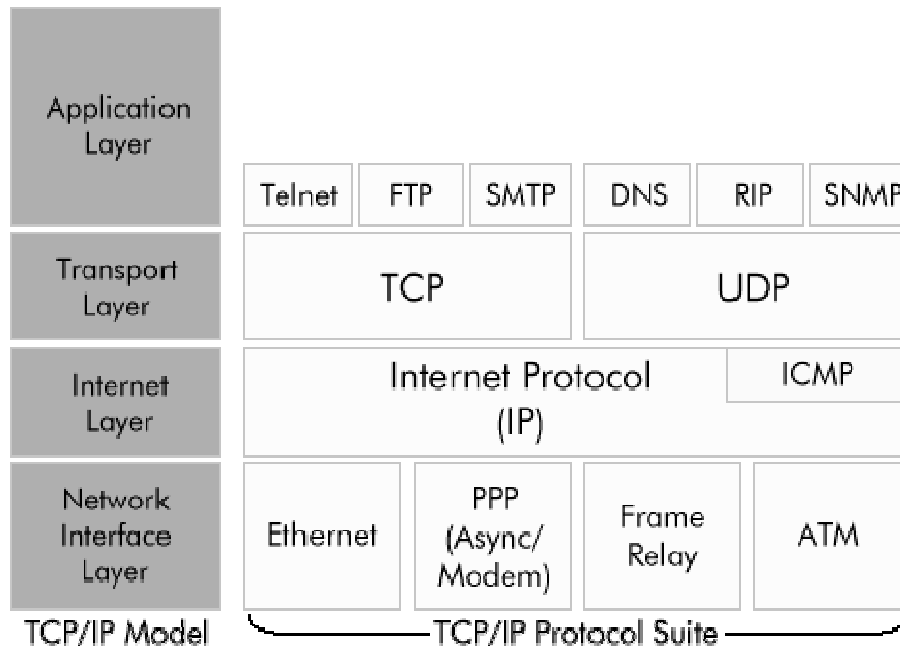 Application
Layer
Telnet
FTP
SMTP
DNS
RIP
SNMP
Transport
Layer
TCP
UDP
Internet
Layer
Internet Protocol
(IP)
ICMP
Network
Interface
Layer
Ethernet
PPP
(Async/
Modem)
Frame
Relay
ATM
TCP/IP Model
TCP/IP Protocol Suite